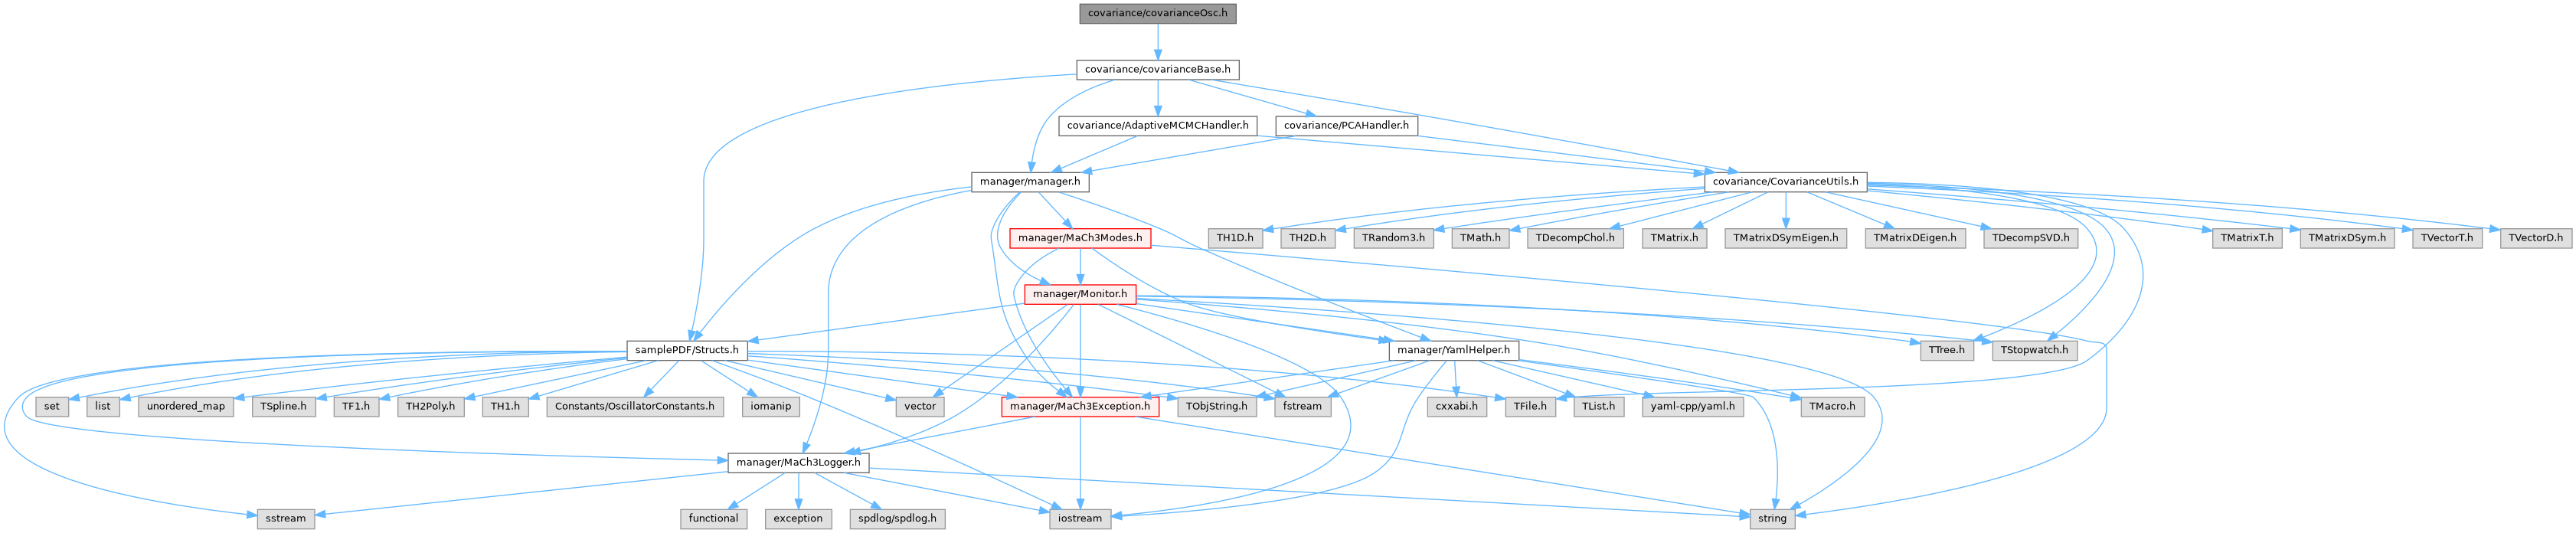 covariance/covarianceOsc.h
covariance/covarianceBase.h
covariance/AdaptiveMCMCHandler.h
covariance/PCAHandler.h
manager/manager.h
covariance/CovarianceUtils.h
manager/MaCh3Modes.h
TH1D.h
TH2D.h
TRandom3.h
TMath.h
TDecompChol.h
TMatrix.h
TMatrixDSymEigen.h
TMatrixDEigen.h
TDecompSVD.h
TMatrixT.h
TMatrixDSym.h
TVectorT.h
TVectorD.h
manager/Monitor.h
samplePDF/Structs.h
manager/YamlHelper.h
TTree.h
TStopwatch.h
set
list
unordered_map
TSpline.h
TF1.h
TH2Poly.h
TH1.h
Constants/OscillatorConstants.h
iomanip
vector
manager/MaCh3Exception.h
TObjString.h
fstream
cxxabi.h
TFile.h
TList.h
yaml-cpp/yaml.h
TMacro.h
manager/MaCh3Logger.h
sstream
functional
exception
spdlog/spdlog.h
iostream
string